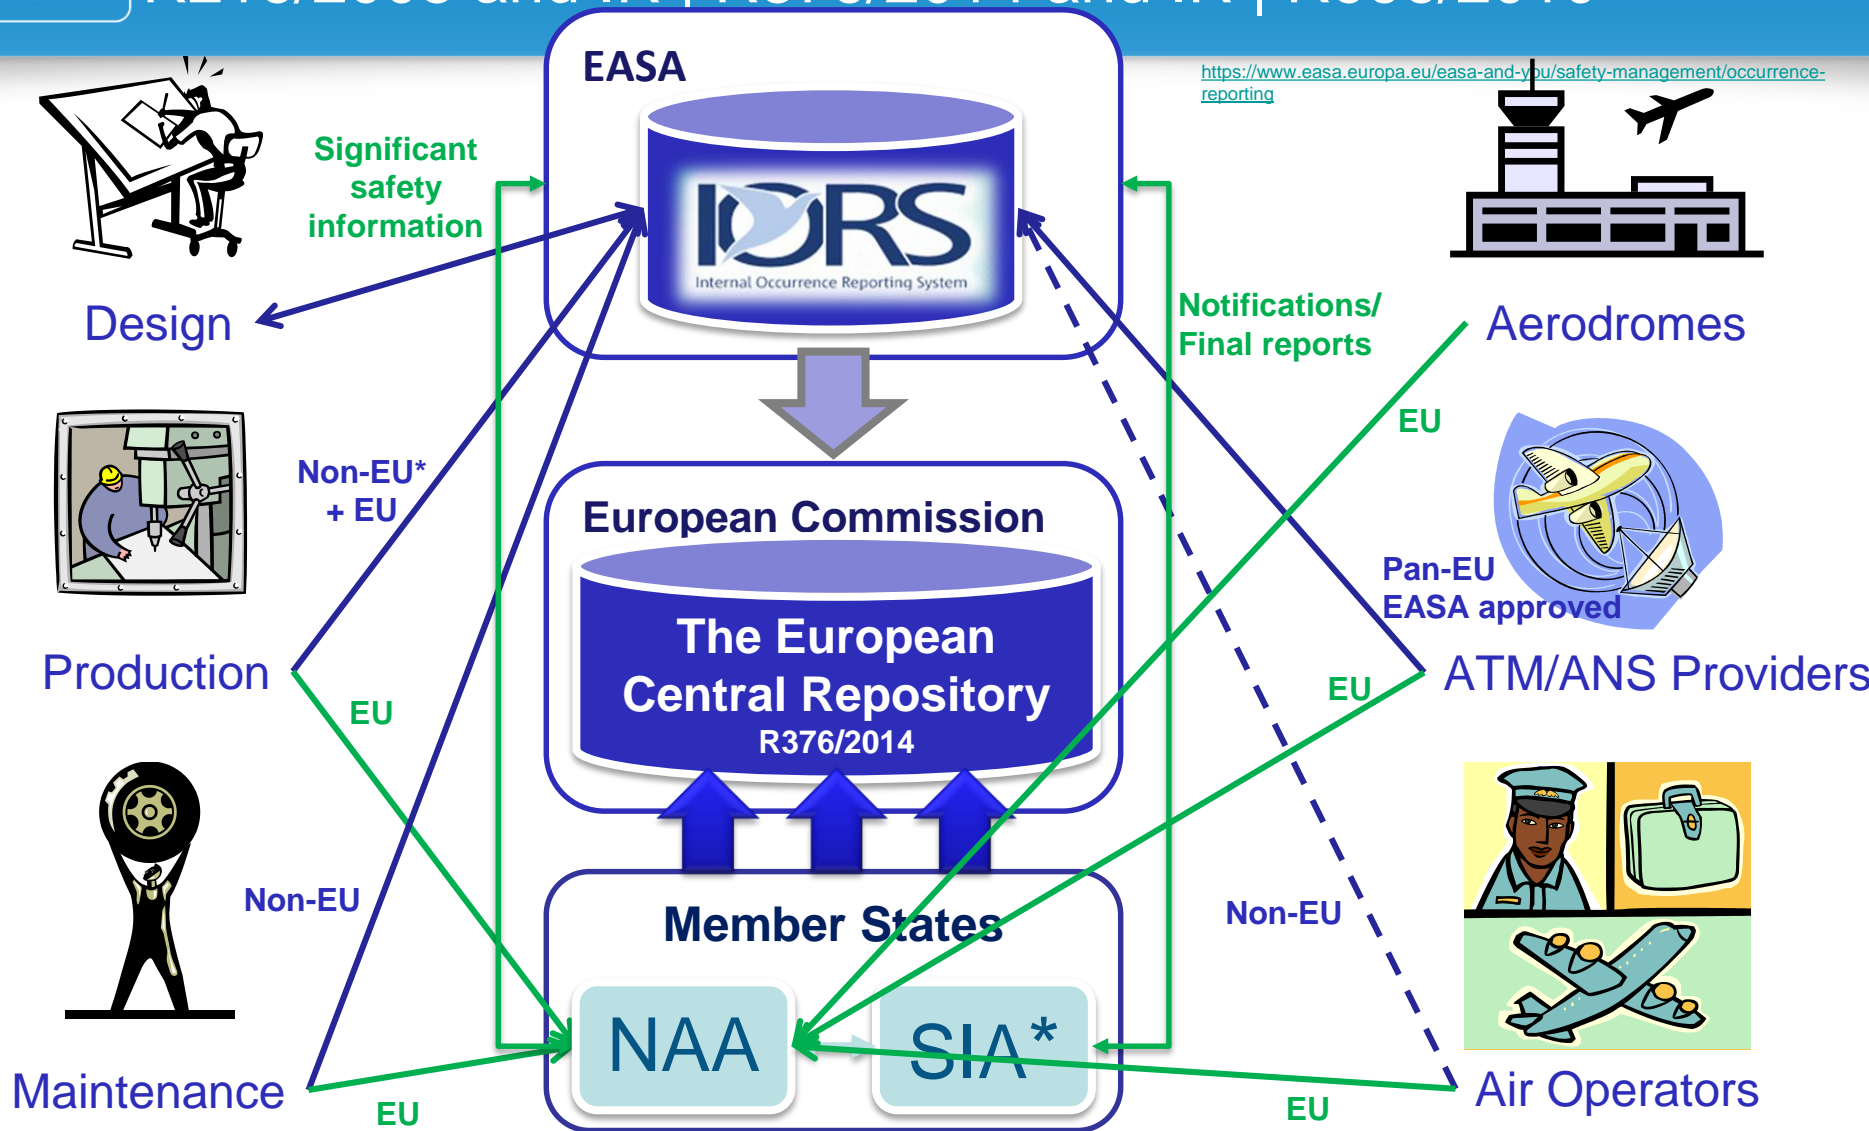 EASA
https://www.easa.europa.eu/easa-and-you/safety-management/occurrence-
reporting
Significant
safety
information
IORS
Internal Occurrence Reporting System
Design
Notifications/
Final reports
Aerodromes
EU
Non-EU*
+ EU
European Commission
The European
Central Repository
R376/2014
Pan-EU
EASA approved
Production
EU
EU
ATM/ANS Providers
Non-EU
Member States
Non-EU
NAA
SIA*
Maintenance
EU
EU
Air Operators